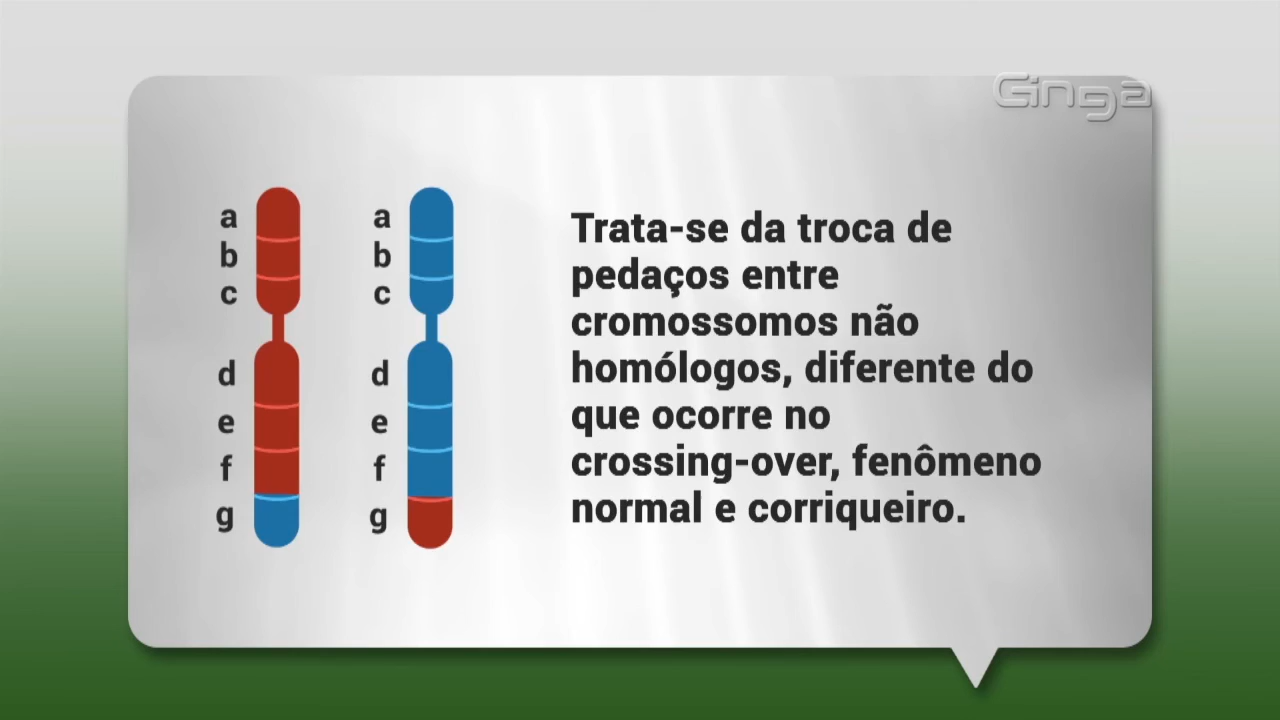 Ginga
a a
b b
c c
d d
e e
f f
g g
Trata-se da troca de
pedaços entre
cromossomos não
homólogos, diferente do
que ocorre no
crossing-over, fenômeno
normal e corriqueiro.